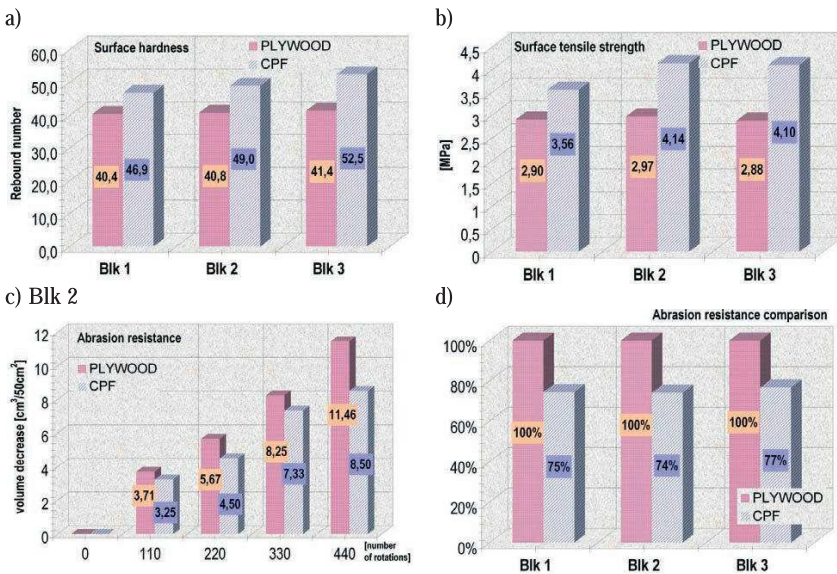 a)
Surface hardness
PLYWOOD
CPF
Rebound number
60,0
50,0
40,0
30,0
20,0
10,0
0,0
40,4
46,9
40,8
49,0
41,4
52,5
Blk 1
Blk 2
Blk 3
b)
Surface tensile strength
PLYWOOD
CPF
[MPa]
4,5
4
3,5
3
2,5
2
1,5
1
0,5
0
2,90
3,56
2,97
4,14
2,88
4,10
Blk 1
Blk 2
Blk 3
c) Blk 2
Abrasion resistance
PLYWOOD
CPF
volume decrease [cm³/50cm²]
12
10
8
6
4
2
0
3,71
3,25
5,67
4,50
8,25
7,33
11,46
8,50
0
110
220
330
440
[number
of rotations]
d)
Abrasion resistance comparison
100%
80%
60%
40%
20%
0%
100%
75%
100%
74%
100%
77%
PLYWOOD
CPF
Blk 1
Blk 2
Blk 3